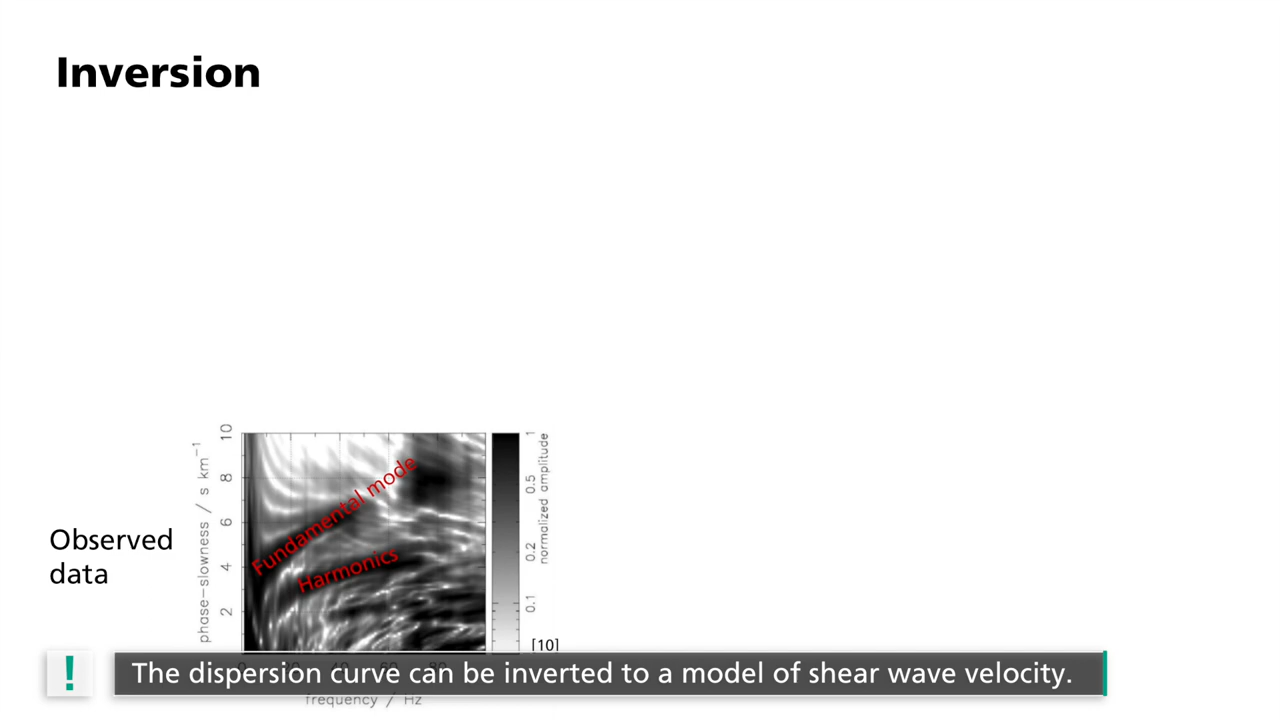 Inversion
Observed
data
phase-slowness / s km⁻¹
10
8
6
4
2
Fundamental mode
Harmonics
1
0.5
0.2
0.1
normalized amplitude
[10]
! The dispersion curve can be inverted to a model of shear wave velocity.
frequency / Hz